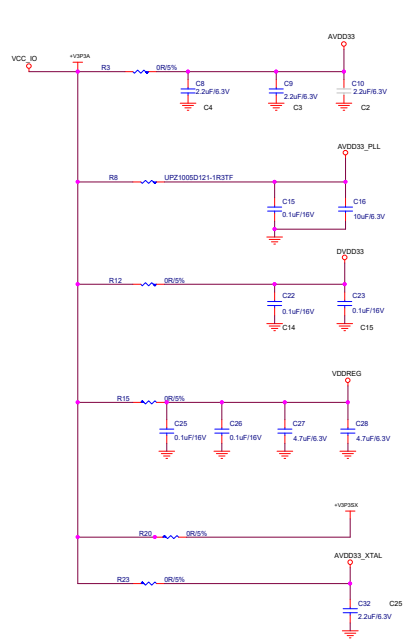 AVDD33
VCC_IO
+V3P3A
R3 0R/5%
C8 C9 C10
2.2uF/6.3V 2.2uF/6.3V 2.2uF/6.3V
C4 C3 C2
AVDD33_PLL
R8 UPZ1005D121-1R3TF
C15 C16
0.1uF/16V 10uF/6.3V
DVDD33
R12 0R/5%
C22 C23
0.1uF/16V 0.1uF/16V
C14 C15
VDDREG
R15 0R/5%
C25 C26 C27 C28
0.1uF/16V 0.1uF/16V 4.7uF/6.3V 4.7uF/6.3V
+V3P3SX
R20 0R/5%
AVDD33_XTAL
R23 0R/5%
C32 C25
2.2uF/6.3V